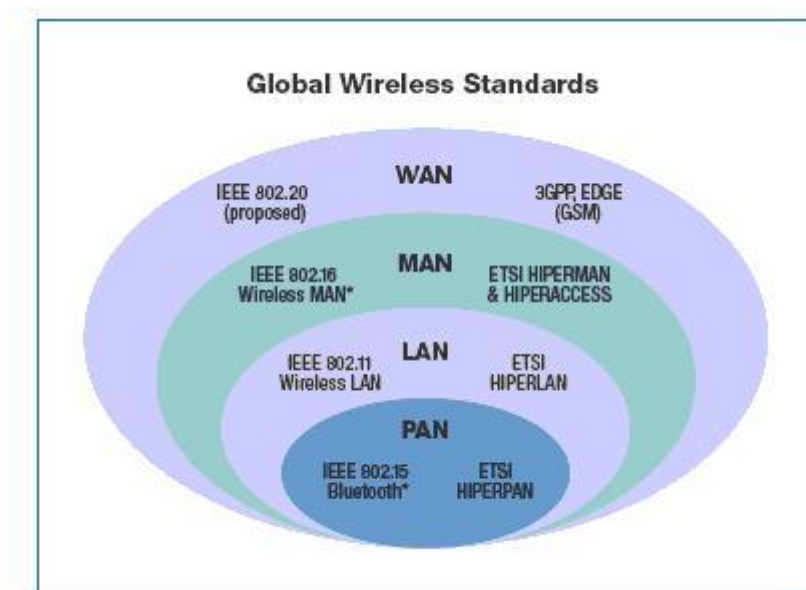 Global Wireless Standards
WAN
IEEE 802.20
(proposed)
3GPP, EDGE
(GSM)
MAN
IEEE 802.16
Wireless MAN*
ETSI HIPERMAN
& HIPERACCESS
LAN
IEEE 802.11
Wireless LAN
ETSI
HIPERLAN
PAN
IEEE 802.15
Bluetooth*
ETSI
HIPERPAN